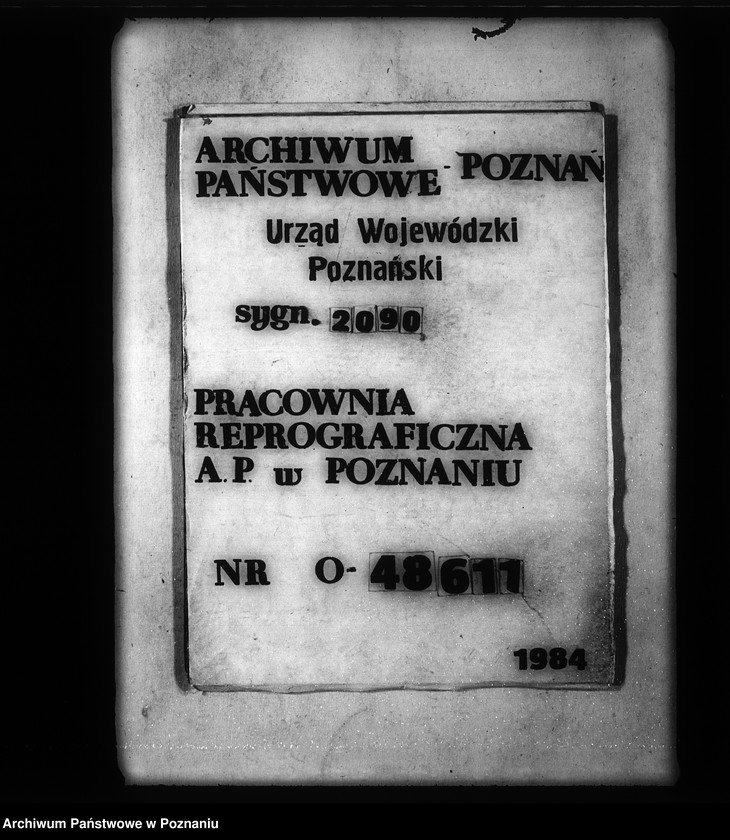 ARCHIWUM
PAŃSTWOWE - POZNAŃ
Urząd Wojewódzki
Poznański
sygn. 2090
PRACOWNIA
REPROGRAFICZNA
A.P. w POZNANIU
NR O-48611
1984
Archiwum Państwowe w Poznaniu